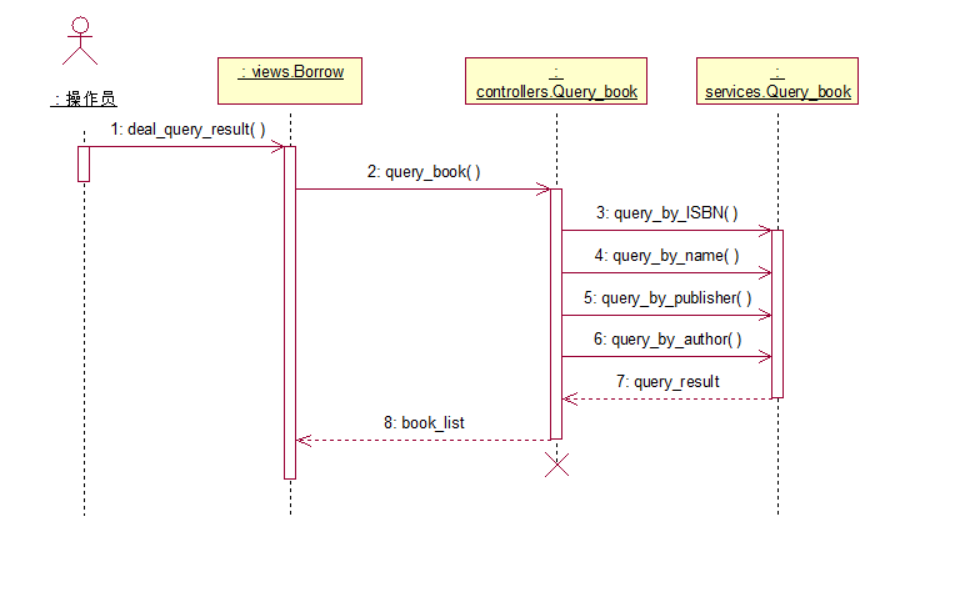 : 操作员
: views.Borrow
:
controllers.Query_book
:
services.Query_book
1: deal_query_result( )
2: query_book( )
3: query_by_ISBN( )
4: query_by_name( )
5: query_by_publisher( )
6: query_by_author( )
7: query_result
8: book_list